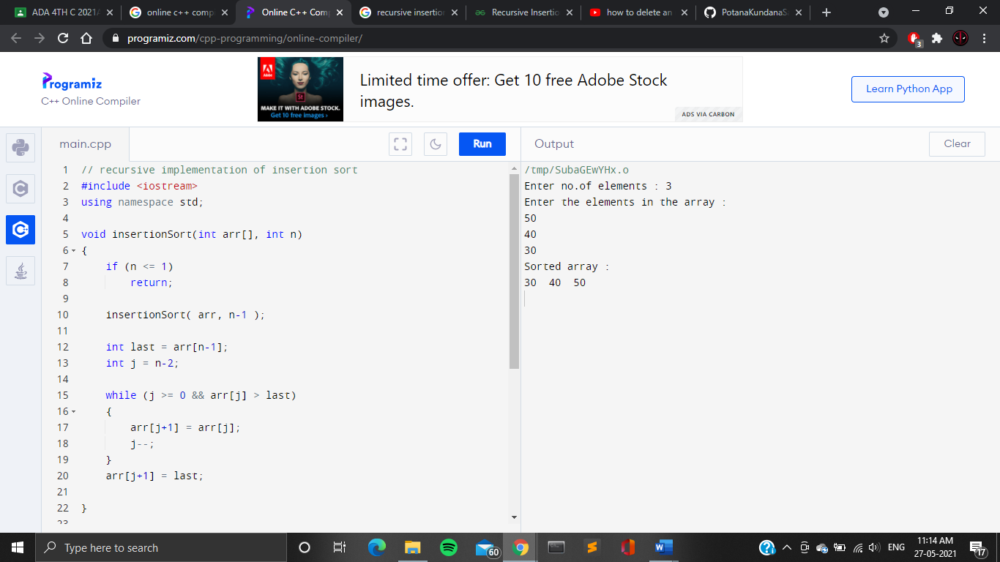 ADA 4TH C 2021
online c++ comp
Online C++ Com
recursive insertion
Recursive Insertio
how to delete an
PotanaKundanaS
programiz.com/cpp-programming/online-compiler/
3
Programiz
C++ Online Compiler
Adobe
St
MAKE IT WITH ADOBE STOCK.
Get 10 free images ›
Limited time offer: Get 10 free Adobe Stock
images.
ADS VIA CARBON
Learn Python App
main.cpp
Run
Output
Clear
1 // recursive implementation of insertion sort
2 #include <iostream>
3 using namespace std;
4
5 void insertionSort(int arr[], int n)
6 {
7 if (n <= 1)
8 return;
9
10 insertionSort( arr, n-1 );
11
12 int last = arr[n-1];
13 int j = n-2;
14
15 while (j >= 0 && arr[j] > last)
16 {
17 arr[j+1] = arr[j];
18 j--;
19 }
20 arr[j+1] = last;
21
22 }
23
/tmp/SubaGEwYHx.o
Enter no.of elements : 3
Enter the elements in the array :
50
40
30
Sorted array :
30 40 50
Type here to search
60
ENG
11:14 AM
27-05-2021
17